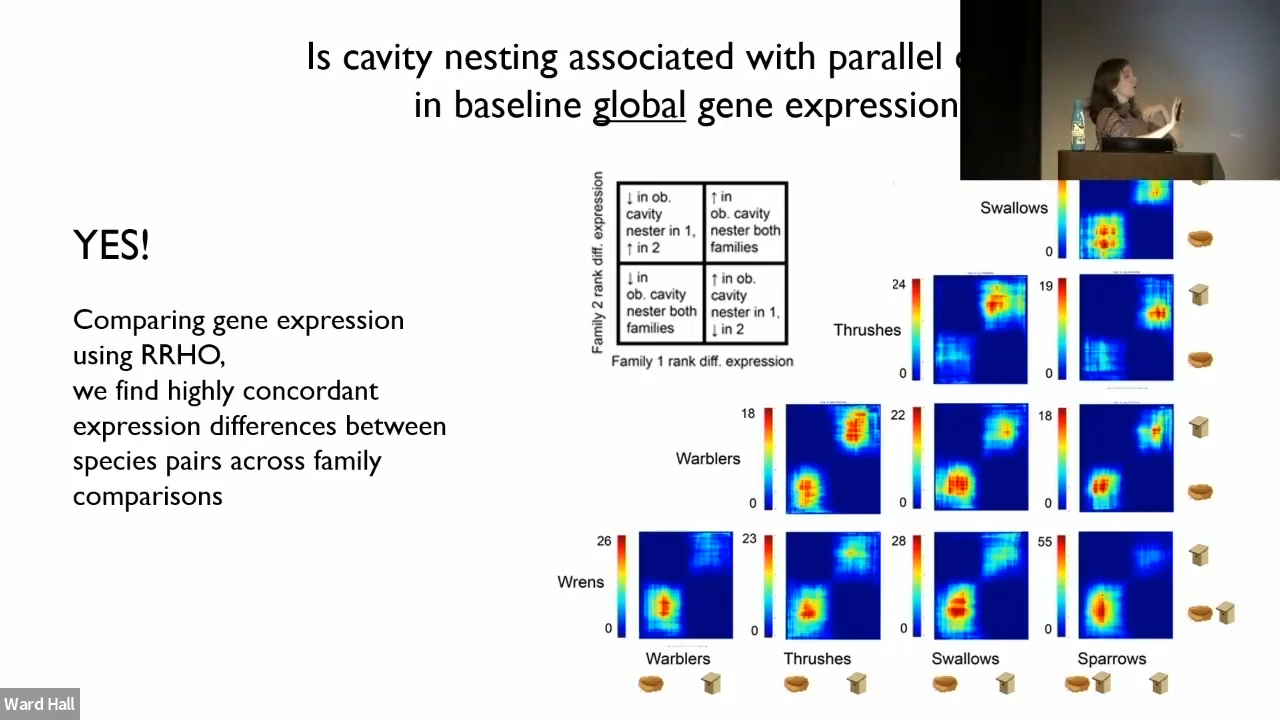 Is cavity nesting associated with parallel
in baseline global gene expression
YES!
Comparing gene expression
using RRHO,
we find highly concordant
expression differences between
species pairs across family
comparisons
Family 2 rank diff. expression
↓ in ob.
cavity
nester in 1,
↑ in 2
↑ in
ob. cavity
nester both
families
↓ in
ob. cavity
nester both
families
↑ in ob.
cavity
nester in 1,
↓ in 2
Family 1 rank diff. expression
Swallows
0
Thrushes
24
0
19
0
Warblers
18
0
22
0
18
0
Wrens
26
0
23
0
28
0
55
0
Warblers
Thrushes
Swallows
Sparrows
Ward Hall